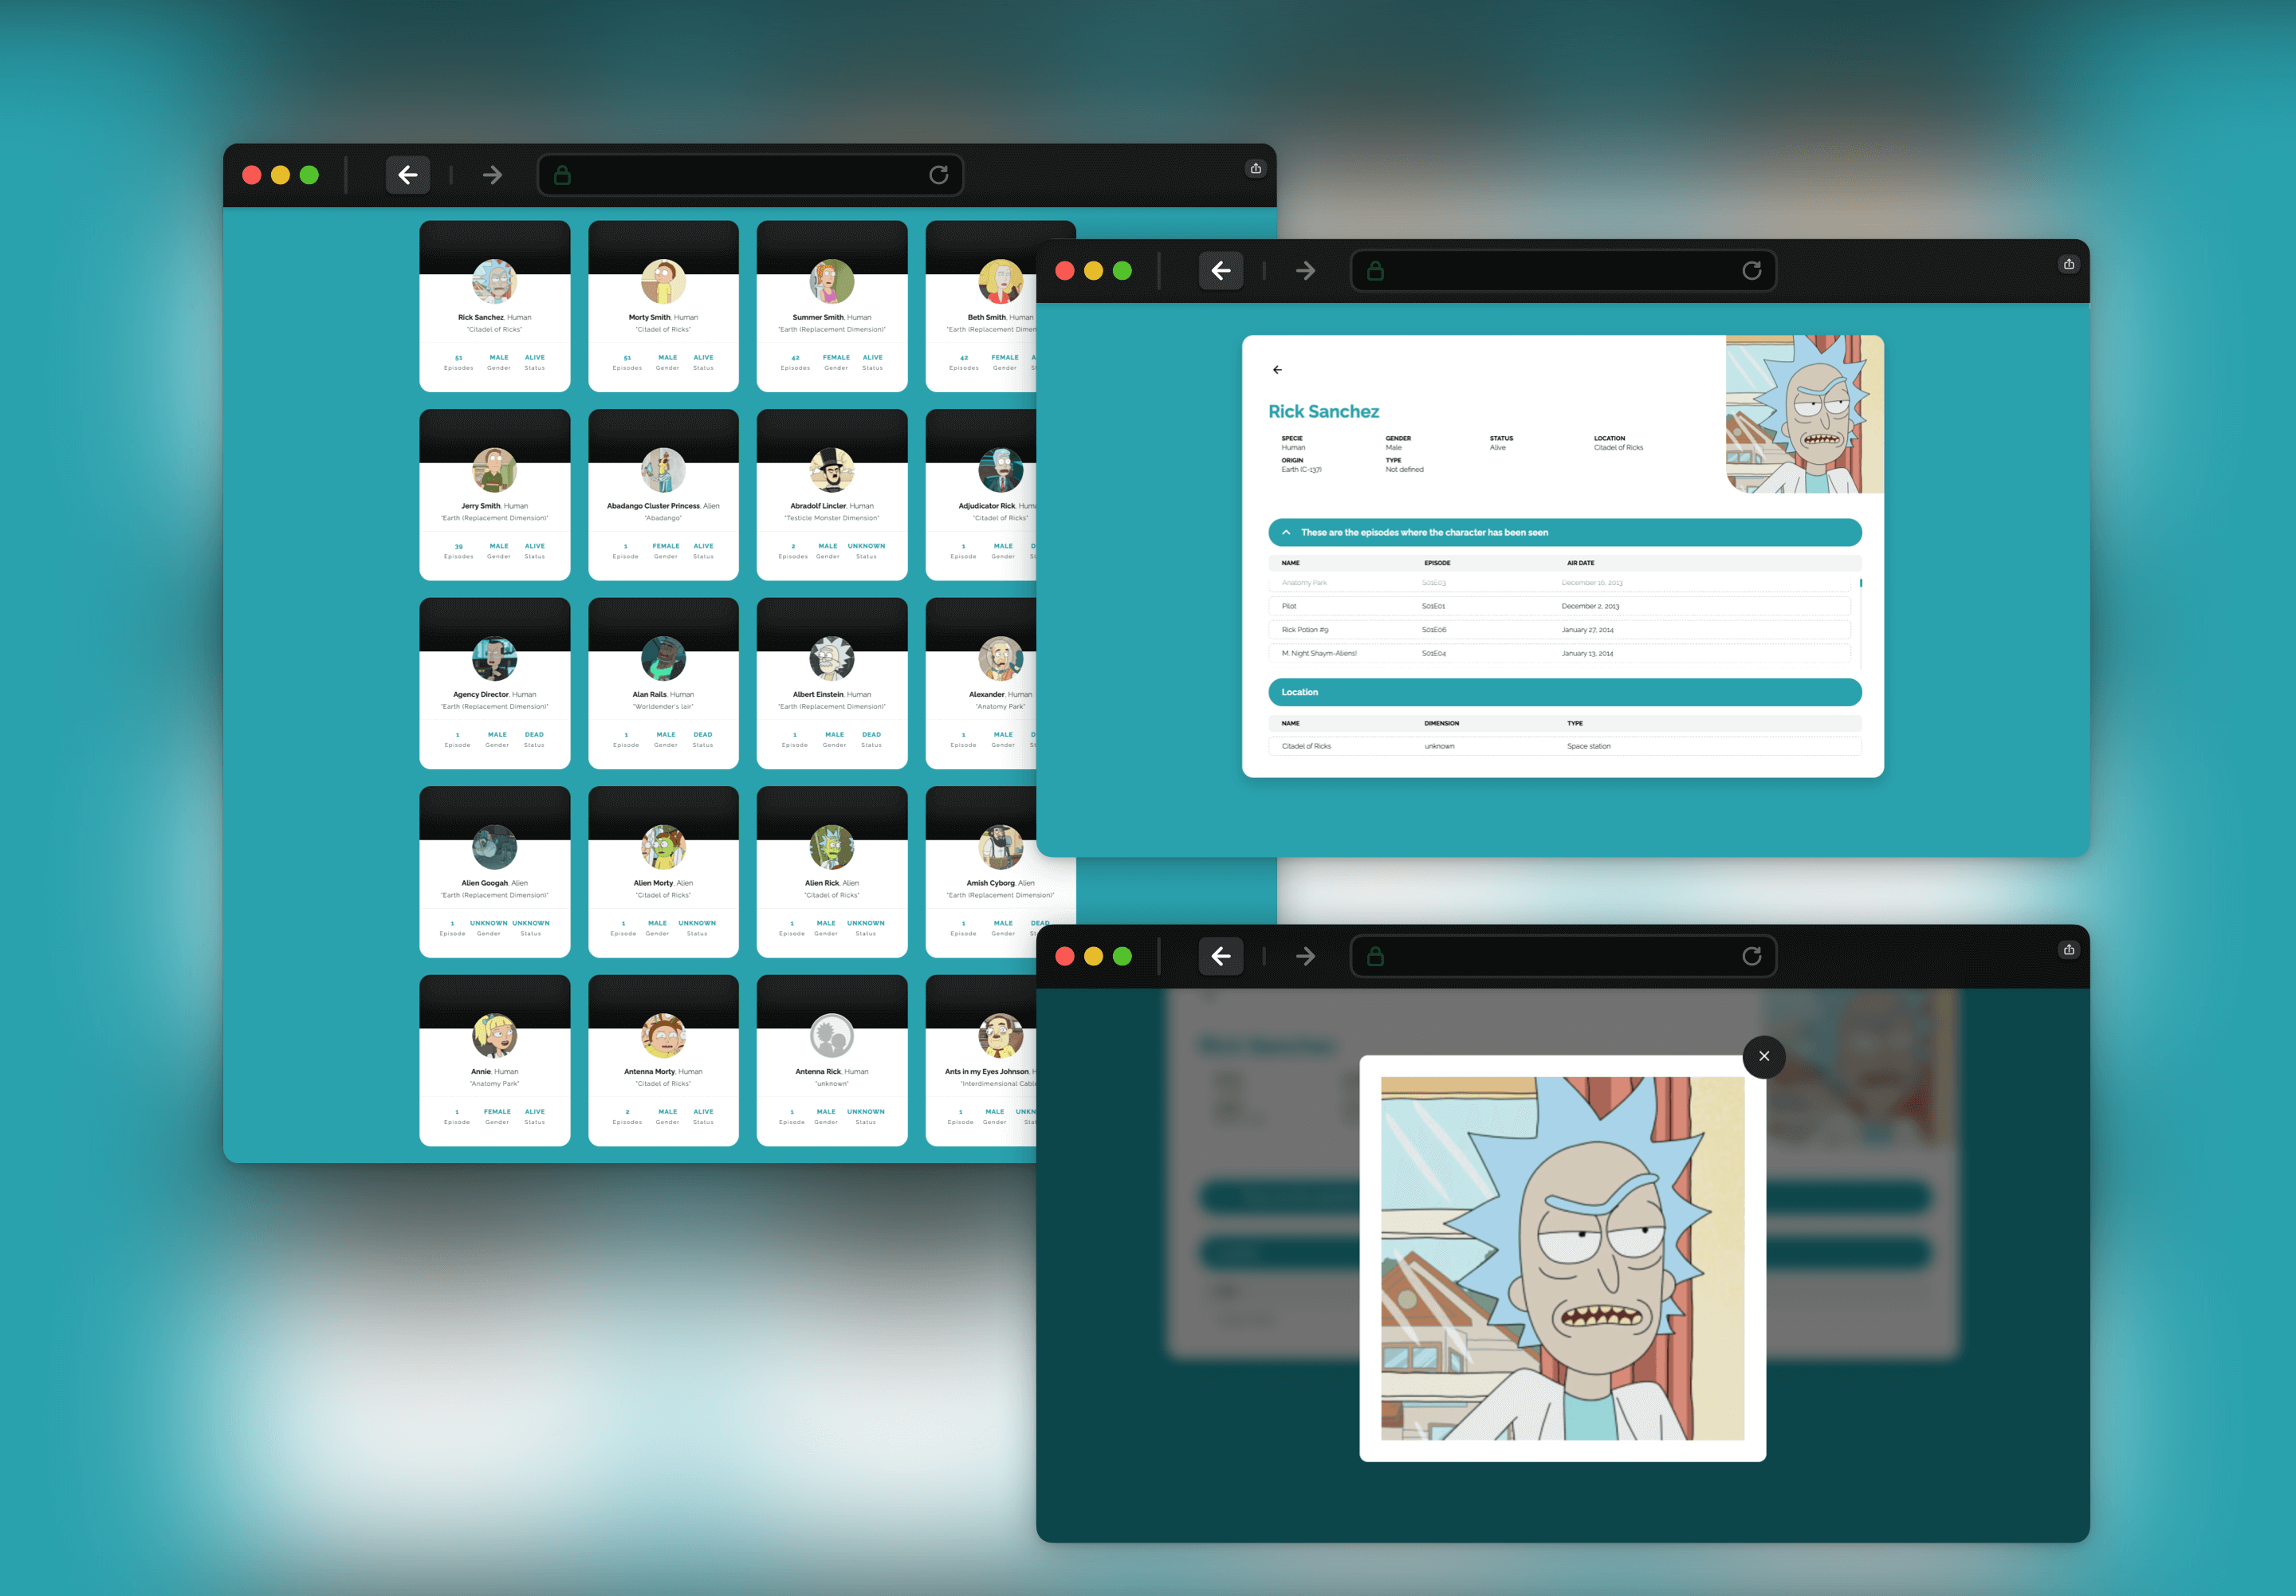 Rick Sanchez, Human
"Citadel of Ricks"
51 MALE ALIVE
Episodes Gender Status
Morty Smith, Human
"Citadel of Ricks"
51 MALE ALIVE
Episodes Gender Status
Summer Smith, Human
"Earth (Replacement Dimension)"
42 FEMALE ALIVE
Episodes Gender Status
Beth Smith, Human
"Earth (Replacement Dimen
42 FEMALE A
Episodes Gender S
Jerry Smith, Human
"Earth (Replacement Dimension)"
39 MALE ALIVE
Episodes Gender Status
Abadango Cluster Princess, Alien
"Abadango"
1 FEMALE ALIVE
Episode Gender Status
Abradolf Lincler, Human
"Testicle Monster Dimension"
2 MALE UNKNOWN
Episodes Gender Status
Adjudicator Rick, Hum
"Citadel of Ricks"
1 MALE D
Episode Gender S
Agency Director, Human
"Earth (Replacement Dimension)"
1 MALE DEAD
Episode Gender Status
Alan Rails, Human
"Worldender's lair"
1 MALE DEAD
Episode Gender Status
Albert Einstein, Human
"Earth (Replacement Dimension)"
1 MALE DEAD
Episode Gender Status
Alexander, Human
"Anatomy Park"
1 MALE D
Episode Gender S
Alien Googah, Alien
"Earth (Replacement Dimension)"
1 UNKNOWN UNKNOWN
Episode Gender Status
Alien Morty, Alien
"Citadel of Ricks"
1 MALE UNKNOWN
Episode Gender Status
Alien Rick, Alien
"Citadel of Ricks"
1 MALE UNKNOWN
Episode Gender Status
Amish Cyborg, Alien
"Earth (Replacement Dimension)"
1 MALE DEAD
Episode Gender
Annie, Human
"Anatomy Park"
1 FEMALE ALIVE
Episode Gender Status
Antenna Morty, Human
"Citadel of Ricks"
2 MALE ALIVE
Episodes Gender Status
Antenna Rick, Human
"unknown"
1 MALE UNKNOWN
Episode Gender Status
Ants in my Eyes Johnson, H
"Interdimensional Cabl
1 MALE UNKN
Episode Gender Sta
Rick Sanchez
SPECIE GENDER STATUS LOCATION
Human Male Alive Citadel of Ricks
ORIGIN TYPE
Earth (C-137) Not defined
These are the episodes where the character has been seen
NAME EPISODE AIR DATE
Anatomy Park S01E03 December 16, 2013
Pilot S01E01 December 2, 2013
Rick Potion #9 S01E06 January 27, 2014
M. Night Shaym-Aliens! S01E04 January 13, 2014
Location
NAME DIMENSION TYPE
Citadel of Ricks unknown Space station